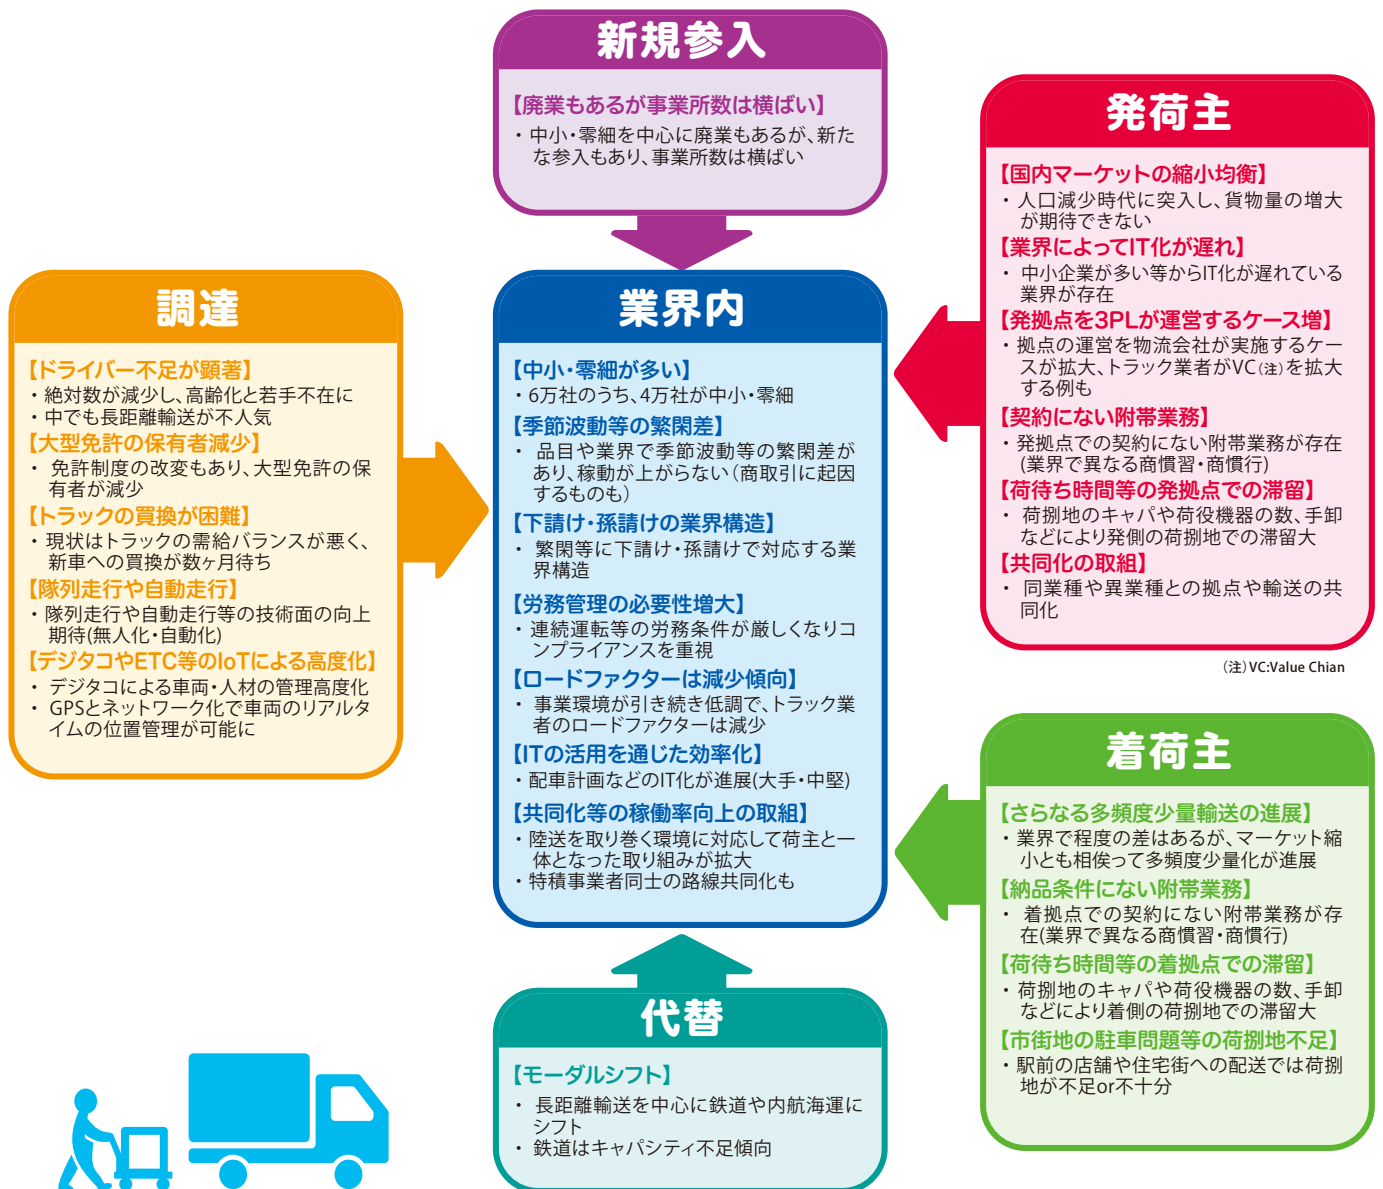 新規参入
【廃業もあるが事業所数は横ばい】
・中小・零細を中心に廃業もあるが、新た
な参入もあり、事業所数は横ばい
調達
【ドライバー不足が顕著】
・絶対数が減少し、高齢化と若手不在に
・中でも長距離輸送が不人気
【大型免許の保有者減少】
・ 免許制度の改変もあり、大型免許の保
有者が減少
【トラックの買換が困難】
・現状はトラックの需給バランスが悪く、
新車への買換が数ヶ月待ち
【隊列走行や自動走行】
・隊列走行や自動走行等の技術面の向上
期待(無人化・自動化)
【デジタコやETC等のIoTによる高度化】
・ デジタコによる車両・人材の管理高度化
・ GPSとネットワーク化で車両のリアルタ
イムの位置管理が可能に
業界内
【中小・零細が多い】
・6万社のうち、4万社が中小・零細
【季節波動等の繁閑差】
・ 品目や業界で季節波動等の繁閑差が
あり、稼動が上がらない(商取引に起因
するものも)
【下請け・孫請けの業界構造】
・ 繁閑等に下請け・孫請けで対応する業
界構造
【労務管理の必要性増大】
・連続運転等の労務条件が厳しくなりコ
ンプライアンスを重視
【ロードファクターは減少傾向】
・ 事業環境が引き続き低調で、トラック業
者のロードファクターは減少
【ITの活用を通じた効率化】
・配車計画などのIT化が進展(大手・中堅)
【共同化等の稼働率向上の取組】
・陸送を取り巻く環境に対応して荷主と一
体となった取り組みが拡大
・特積事業者同士の路線共同化も
発荷主
【国内マーケットの縮小均衡】
・ 人口減少時代に突入し、貨物量の増大
が期待できない
【業界によってIT化が遅れ】
・ 中小企業が多い等からIT化が遅れている
業界が存在
【発拠点を3PLが運営するケース増】
・拠点の運営を物流会社が実施するケー
スが拡大、トラック業者がVC(注)を拡大
する例も
【契約にない附帯業務】
・発拠点での契約にない附帯業務が存在
(業界で異なる商慣習・商慣行)
【荷待ち時間等の発拠点での滞留】
・ 荷捌地のキャパや荷役機器の数、手卸
などにより発側の荷捌地での滞留大
【共同化の取組】
・ 同業種や異業種との拠点や輸送の共
同化
(注)VC:Value Chian
着荷主
【さらなる多頻度少量輸送の進展】
・業界で程度の差はあるが、マーケット縮
小とも相俟って多頻度少量化が進展
【納品条件にない附帯業務】
・ 着拠点での契約にない附帯業務が存
在(業界で異なる商慣習・商慣行)
【荷待ち時間等の着拠点での滞留】
・荷捌地のキャパや荷役機器の数、手卸
などにより着側の荷捌地での滞留大
【市街地の駐車問題等の荷捌地不足】
・駅前の店舗や住宅街への配送では荷捌
地が不足or不十分
代替
【モーダルシフト】
・ 長距離輸送を中心に鉄道や内航海運に
シフト
・ 鉄道はキャパシティ不足傾向